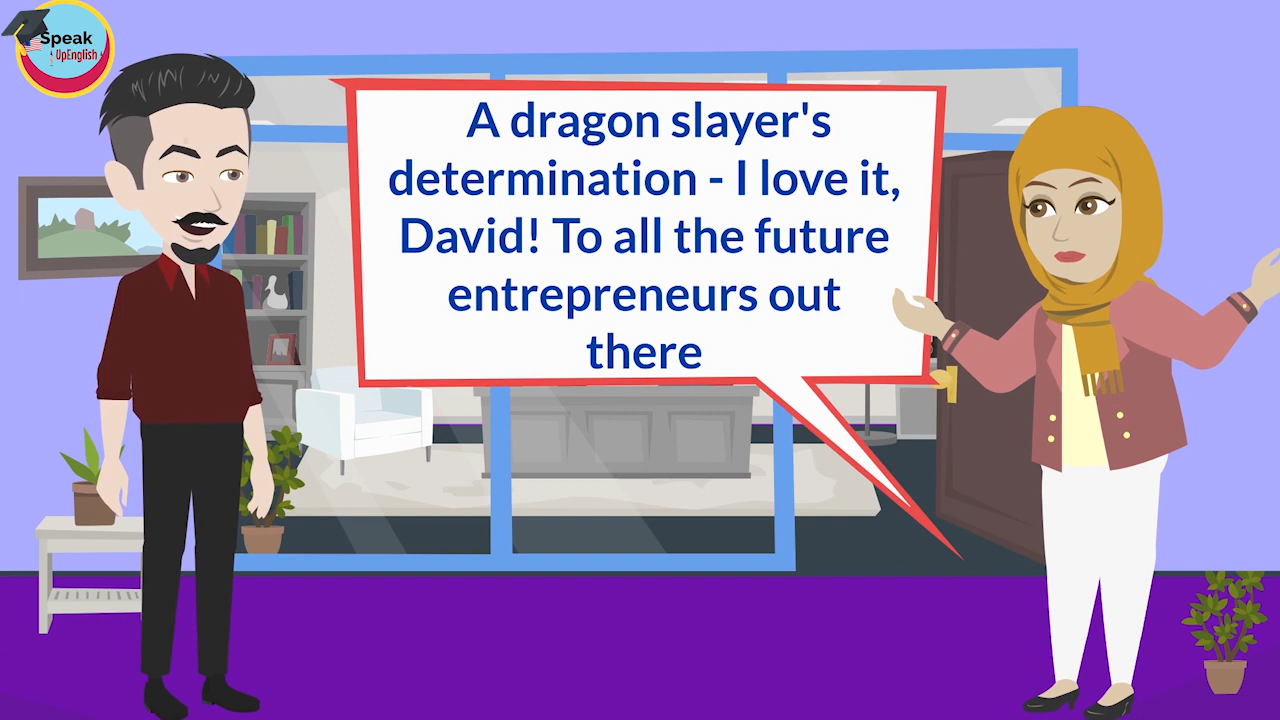 Speak
UpEnglish
A dragon slayer's
determination - I love it,
David! To all the future
entrepreneurs out
there